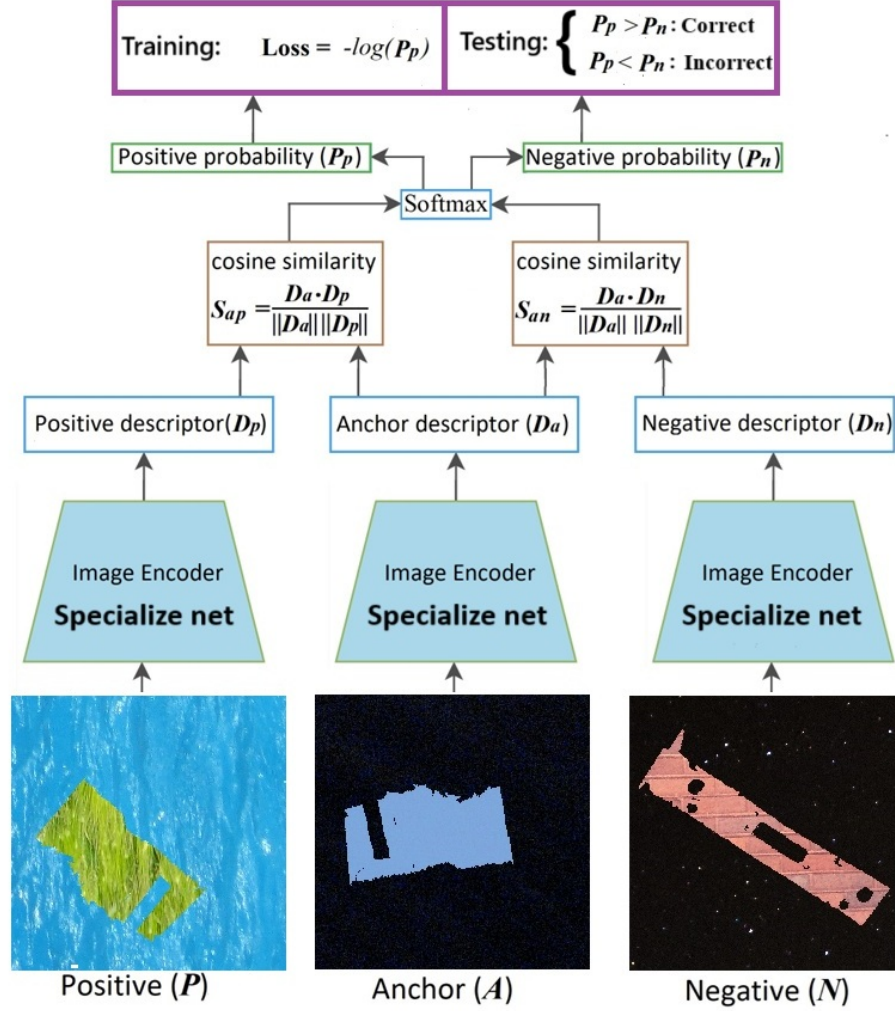 Training: Loss = -log(Pp)
Testing: { Pp > Pn : Correct
Pp < Pn : Incorrect
Positive probability (Pp)
Negative probability (Pn)
Softmax
cosine similarity
Sap = Da·Dp / ||Da|| ||Dp||
cosine similarity
San = Da·Dn / ||Da|| ||Dn||
Positive descriptor(Dp)
Anchor descriptor (Da)
Negative descriptor (Dn)
Image Encoder
Specialize net
Image Encoder
Specialize net
Image Encoder
Specialize net
Positive (P)
Anchor (A)
Negative (N)